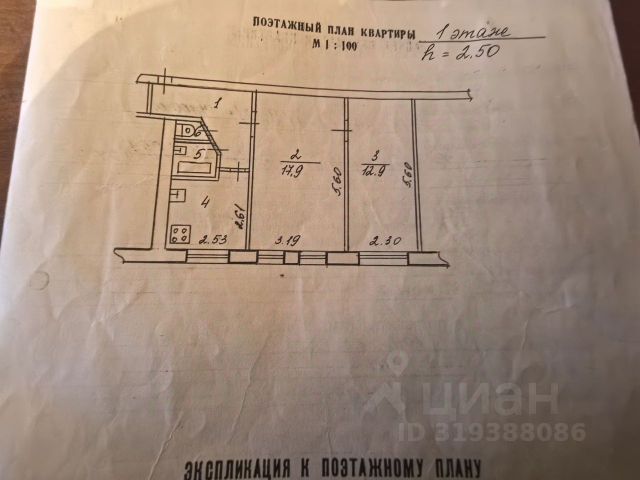 ПОЭТАЖНЫЙ ПЛАН КВАРТИРЫ 1 этаже
М 1 : 100 h = 2.50
1
6
5
2
17,9
3
12.9
5.60
5.60
4
2.61
2.53
3.19
2.30
циан
ID 319388086
ЭКСПЛИКАЦИЯ К ПОЭТАЖНОМУ ПЛАНУ